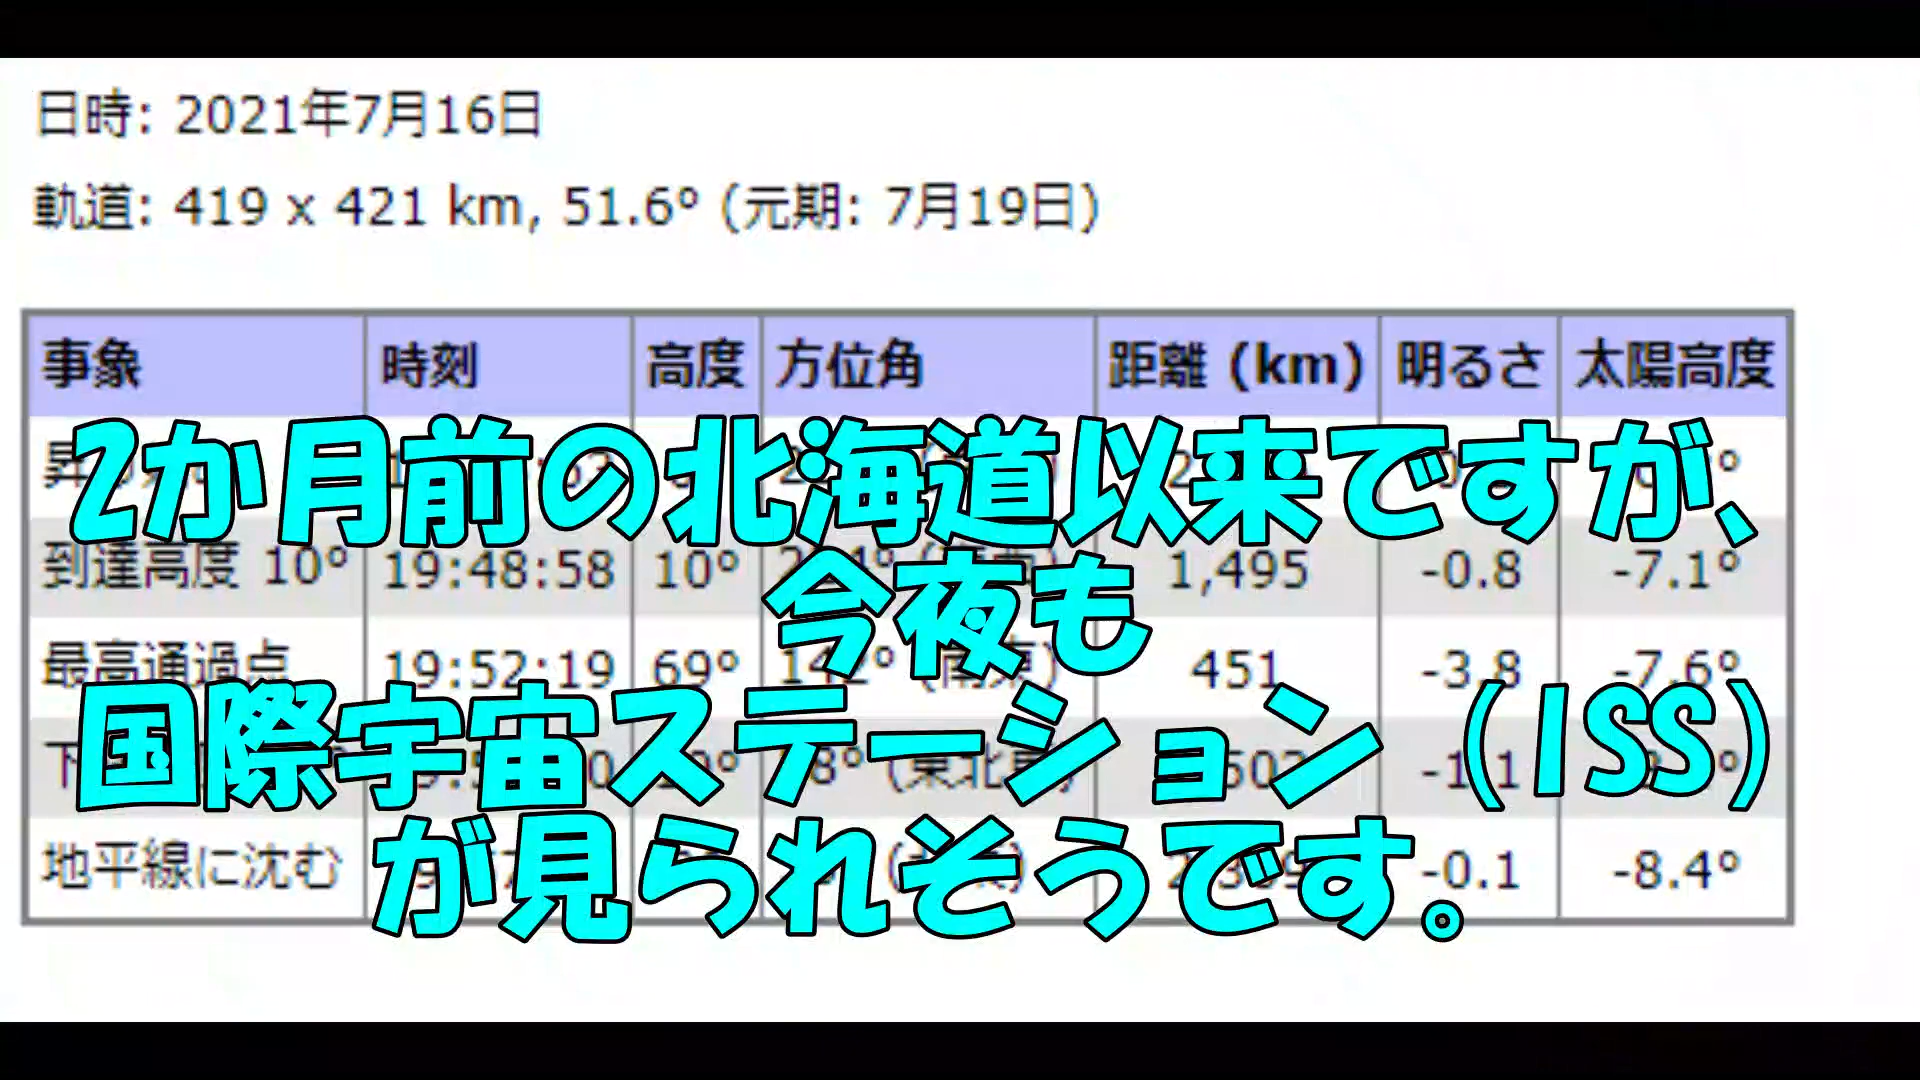 日時: 2021年7月16日
軌道: 419 x 421 km, 51.6° (元期: 7月19日)
事象 時刻 高度 方位角 距離 (km) 明るさ 太陽高度
2か月前の北海道以来ですが、
到達高度 10° 19:48:58 10° 1,495 -0.8 -7.1°
今夜も
最高通過点 19:52:19 69° 451 -3.8 -7.6°
国際宇宙ステーション（ISS）
地平線に沈む -0.1 -8.4°
が見られそうです。